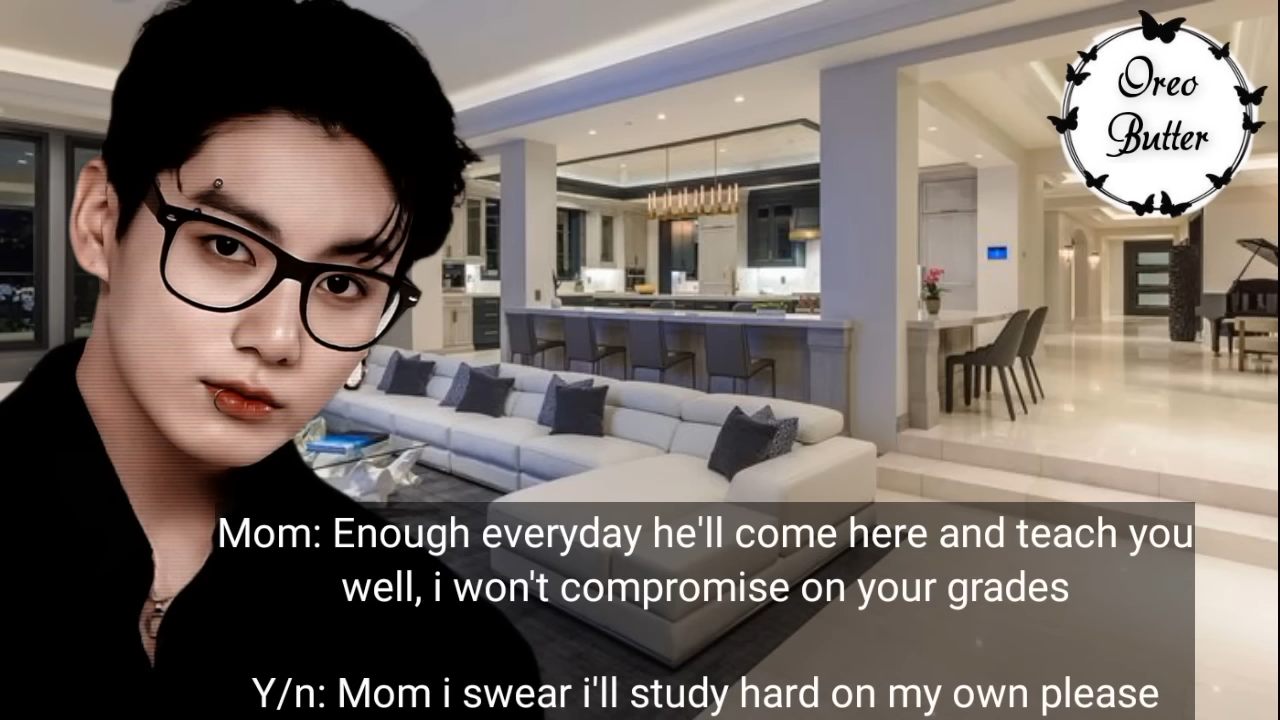 Oreo
Butter
Mom: Enough everyday he'll come here and teach you
well, i won't compromise on your grades
Y/n: Mom i swear i'll study hard on my own please